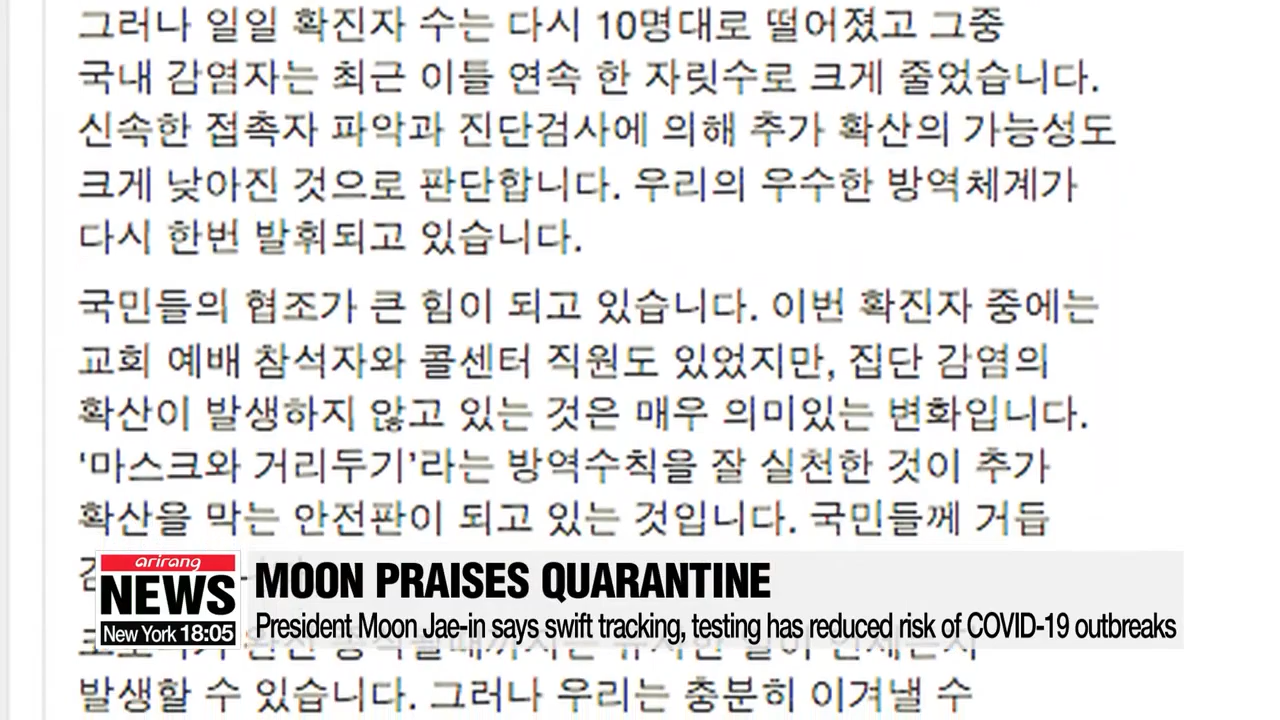 그러나 일일 확진자 수는 다시 10명대로 떨어졌고 그중
국내 감염자는 최근 이틀 연속 한 자릿수로 크게 줄었습니다.
신속한 접촉자 파악과 진단검사에 의해 추가 확산의 가능성도
크게 낮아진 것으로 판단합니다. 우리의 우수한 방역체계가
다시 한번 발휘되고 있습니다.
국민들의 협조가 큰 힘이 되고 있습니다. 이번 확진자 중에는
교회 예배 참석자와 콜센터 직원도 있었지만, 집단 감염의
확산이 발생하지 않고 있는 것은 매우 의미있는 변화입니다.
‘마스크와 거리두기’라는 방역수칙을 잘 실천한 것이 추가
확산을 막는 안전판이 되고 있는 것입니다. 국민들께 거듭
arirang
NEWS
New York 18:05
MOON PRAISES QUARANTINE
President Moon Jae-in says swift tracking, testing has reduced risk of COVID-19 outbreaks
발생할 수 있습니다. 그러나 우리는 충분히 이겨낼 수